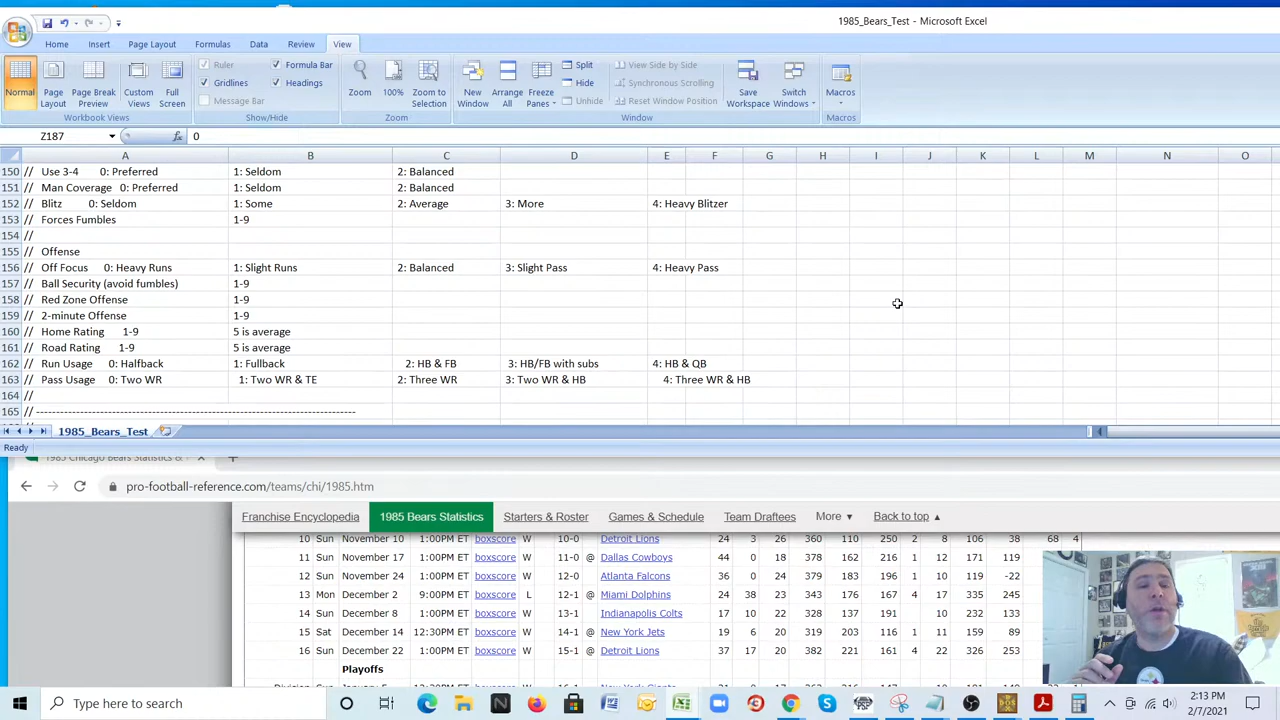 1985_Bears_Test - Microsoft Excel
Home Insert Page Layout Formulas Data Review View
Ruler Formula Bar Split View Side by Side
Gridlines Headings Hide Synchronous Scrolling
Message Bar Unhide Reset Window Position
Normal Page Layout Page Break Preview Custom Views Full Screen Zoom 100% Zoom to Selection New Window Arrange All Freeze Panes Save Workspace Switch Windows Macros
Workbook Views Show/Hide Zoom Window Macros
Z187 fx 0
A B C D E F G H I J K L M N O
150 // Use 3-4 0: Preferred 1: Seldom 2: Balanced
151 // Man Coverage 0: Preferred 1: Seldom 2: Balanced
152 // Blitz 0: Seldom 1: Some 2: Average 3: More 4: Heavy Blitzer
153 // Forces Fumbles 1-9
154 //
155 // Offense
156 // Off Focus 0: Heavy Runs 1: Slight Runs 2: Balanced 3: Slight Pass 4: Heavy Pass
157 // Ball Security (avoid fumbles) 1-9
158 // Red Zone Offense 1-9
159 // 2-minute Offense 1-9
160 // Home Rating 1-9 5 is average
161 // Road Rating 1-9 5 is average
162 // Run Usage 0: Halfback 1: Fullback 2: HB & FB 3: HB/FB with subs 4: HB & QB
163 // Pass Usage 0: Two WR 1: Two WR & TE 2: Three WR 3: Two WR & HB 4: Three WR & HB
164 //
165 // --------------------------------------------------------------------------------
1985_Bears_Test
Ready
1985 Chicago Bears Statistics &
pro-football-reference.com/teams/chi/1985.htm
Franchise Encyclopedia 1985 Bears Statistics Starters & Roster Games & Schedule Team Draftees More ▼ Back to top ▲
10 Sun November 10 1:00PM ET boxscore W 10-0 Detroit Lions 24 3 26 360 110 250 2 8 106 38 68 4
11 Sun November 17 1:00PM ET boxscore W 11-0 @ Dallas Cowboys 44 0 18 378 162 216 1 12 171 119
12 Sun November 24 1:00PM ET boxscore W 12-0 Atlanta Falcons 36 0 24 379 183 196 1 10 119 -22
13 Mon December 2 9:00PM ET boxscore L 12-1 @ Miami Dolphins 24 38 23 343 176 167 4 17 335 245
14 Sun December 8 1:00PM ET boxscore W 13-1 Indianapolis Colts 17 10 22 328 137 191 10 232 133
15 Sat December 14 12:30PM ET boxscore W 14-1 @ New York Jets 19 6 20 319 203 116 1 11 159 89
16 Sun December 22 1:00PM ET boxscore W 15-1 @ Detroit Lions 37 17 22 382 221 161 4 22 326 253
Playoffs
Type here to search
2:13 PM
2/7/2021